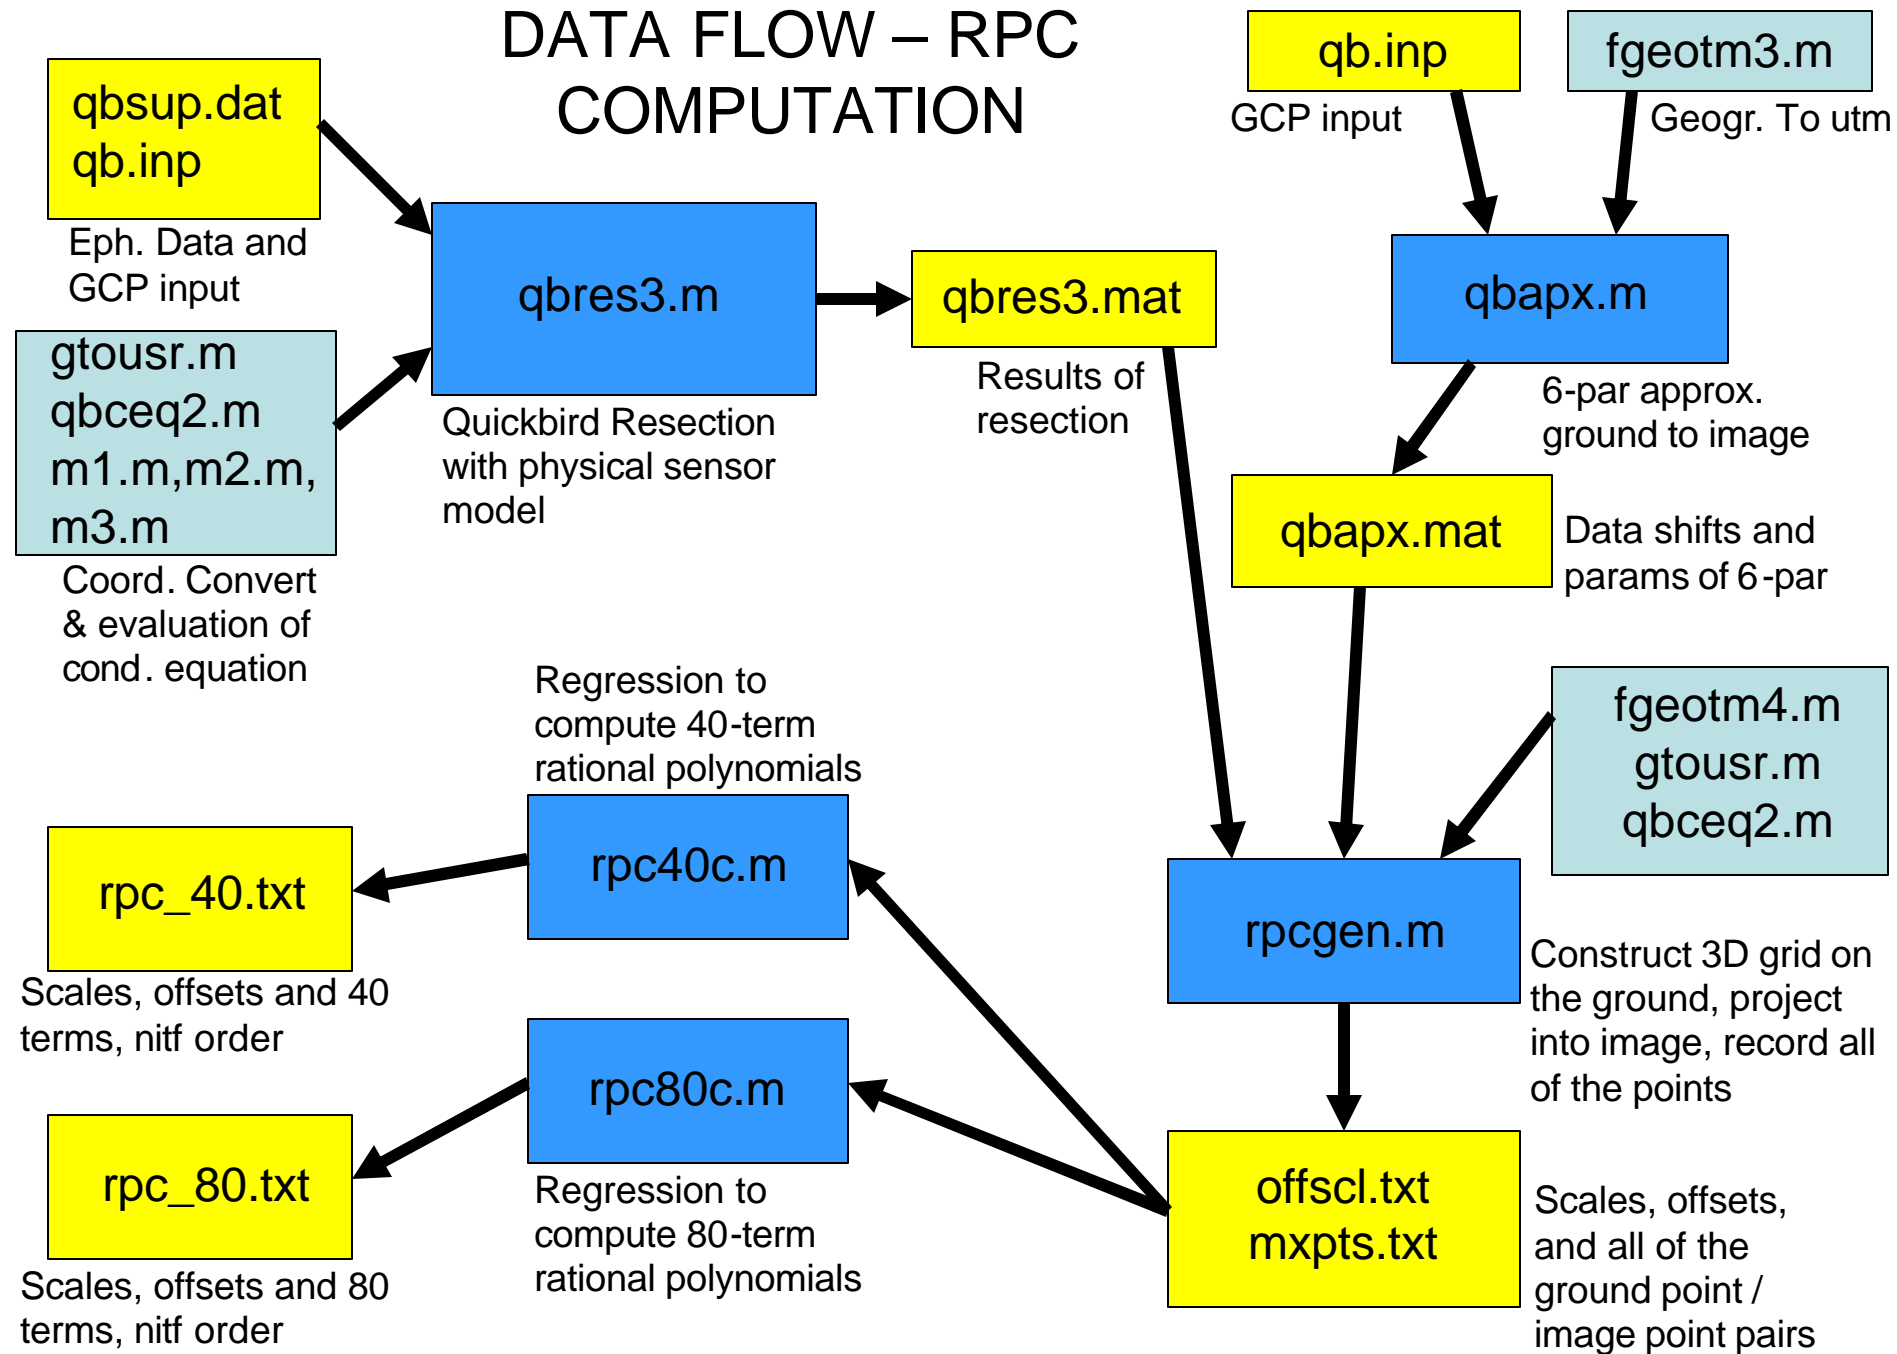 DATA FLOW – RPC
COMPUTATION
qbsup.dat
qb.inp
Eph. Data and
GCP input
gtousr.m
qbceq2.m
m1.m,m2.m,
m3.m
Coord. Convert
& evaluation of
cond. equation
qbres3.m
Quickbird Resection
with physical sensor
model
qbres3.mat
Results of
resection
qb.inp
GCP input
fgeotm3.m
Geogr. To utm
qbapx.m
6-par approx.
ground to image
qbapx.mat
Data shifts and
params of 6-par
fgeotm4.m
gtousr.m
qbceq2.m
rpcgen.m
Construct 3D grid on
the ground, project
into image, record all
of the points
offscl.txt
mxpts.txt
Scales, offsets,
and all of the
ground point /
image point pairs
Regression to
compute 40-term
rational polynomials
rpc40c.m
rpc_40.txt
Scales, offsets and 40
terms, nitf order
rpc80c.m
Regression to
compute 80-term
rational polynomials
rpc_80.txt
Scales, offsets and 80
terms, nitf order